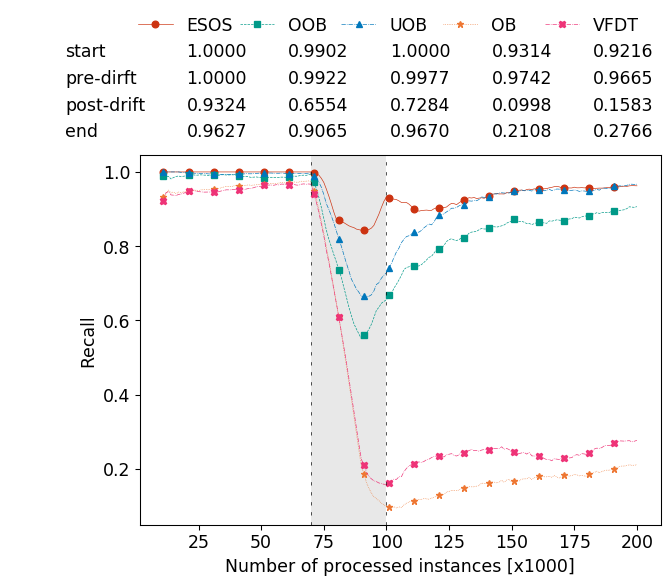 ESOS OOB UOB OB VFDT
start 1.0000 0.9902 1.0000 0.9314 0.9216
pre-dirft 1.0000 0.9922 0.9977 0.9742 0.9665
post-drift 0.9324 0.6554 0.7284 0.0998 0.1583
end 0.9627 0.9065 0.9670 0.2108 0.2766
1.0
0.8
0.6
0.4
0.2
Recall
25 50 75 100 125 150 175 200
Number of processed instances [x1000]